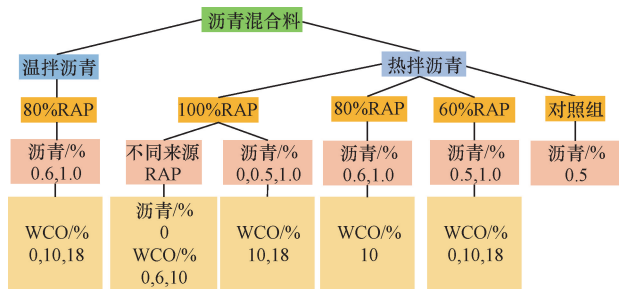 沥青混合料
温拌沥青
热拌沥青
80%RAP
100%RAP
80%RAP
60%RAP
对照组
沥青/%
0.6,1.0
不同来源
RAP
沥青/%
0,0.5,1.0
沥青/%
0.6,1.0
沥青/%
0.5,1.0
沥青/%
0.5
WCO/%
0,10,18
沥青/%
0
WCO/%
0,6,10
WCO/%
10,18
WCO/%
10
WCO/%
0,10,18